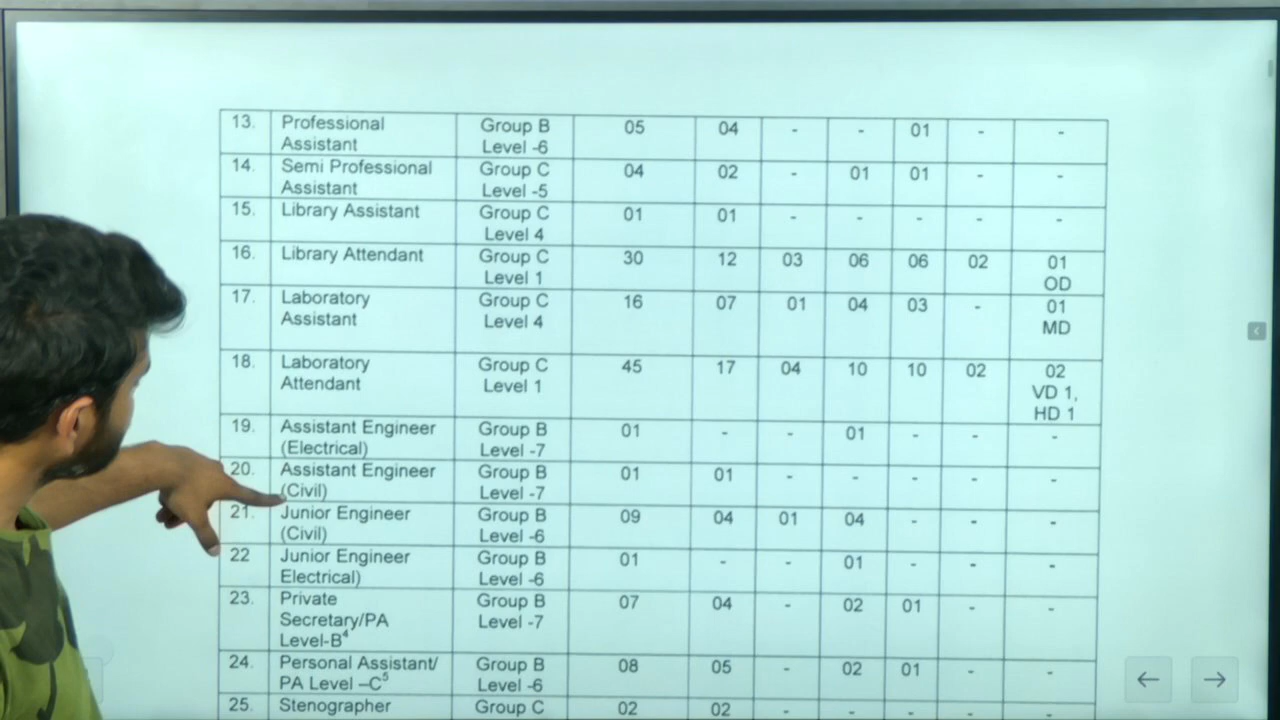 13. Professional Assistant Group B Level -6 05 04 - - 01 - -
14. Semi Professional Assistant Group C Level -5 04 02 - 01 01 - -
15. Library Assistant Group C Level 4 01 01 - - - - -
16. Library Attendant Group C Level 1 30 12 03 06 06 02 01 OD
17. Laboratory Assistant Group C Level 4 16 07 01 04 03 - 01 MD
18. Laboratory Attendant Group C Level 1 45 17 04 10 10 02 02 VD 1, HD 1
19. Assistant Engineer (Electrical) Group B Level -7 01 - - 01 - - -
20. Assistant Engineer (Civil) Group B Level -7 01 01 - - - - -
21. Junior Engineer (Civil) Group B Level -6 09 04 01 04 - - -
22 Junior Engineer Electrical) Group B Level -6 01 - - 01 - - -
23. Private Secretary/PA Level-B4 Group B Level -7 07 04 - 02 01 - -
24. Personal Assistant/ PA Level –C5 Group B Level -6 08 05 - 02 01 - -
25. Stenographer Group C 02 02 - - - - -